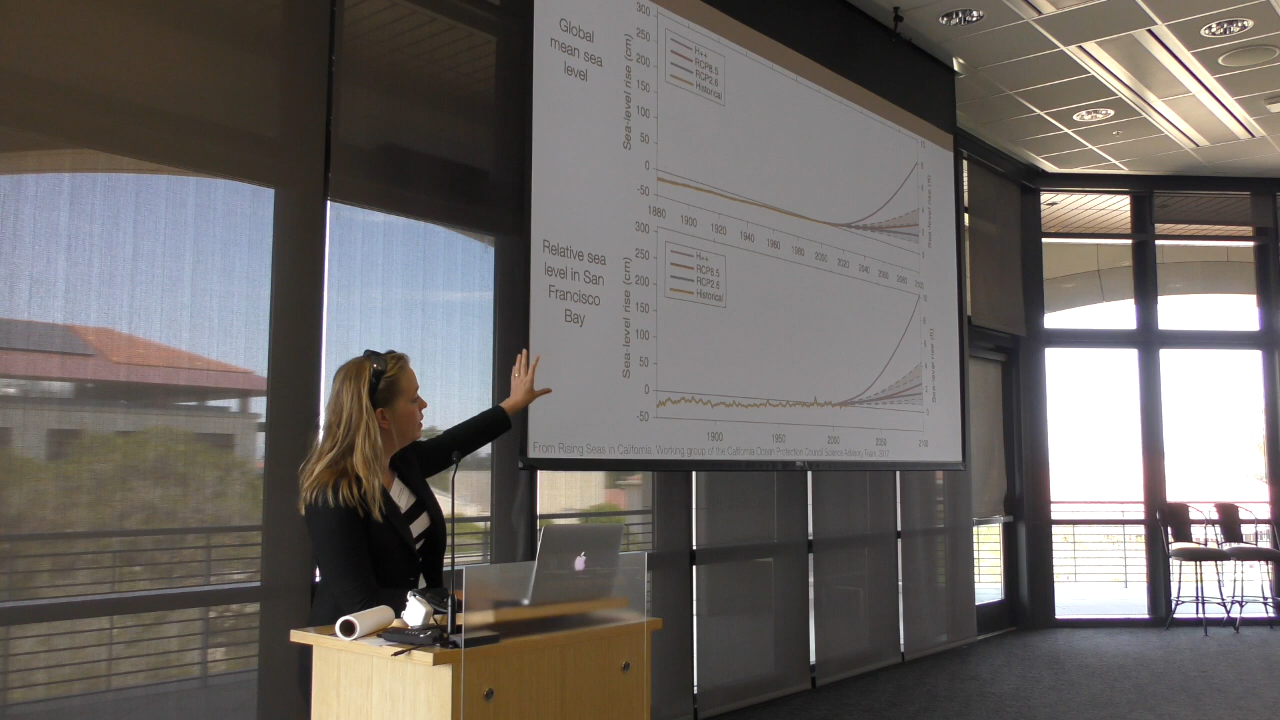 Global
mean sea
level
Sea-level rise (cm)
300
250
200
150
100
50
0
-50
H++
RCP8.5
RCP2.6
Historical
10
8
1880
1900
1920
1940
1960
1980
2000
2020
2040
2060
2080
Relative sea
level in San
Francisco
Bay
Sea-level rise (cm)
300
250
200
150
100
50
0
-50
H++
RCP8.5
RCP2.6
Historical
1900
1950
2000
2050
2100
From Rising Seas in California, Working group of the California Ocean Protection Council Science Advisory Team, 2017